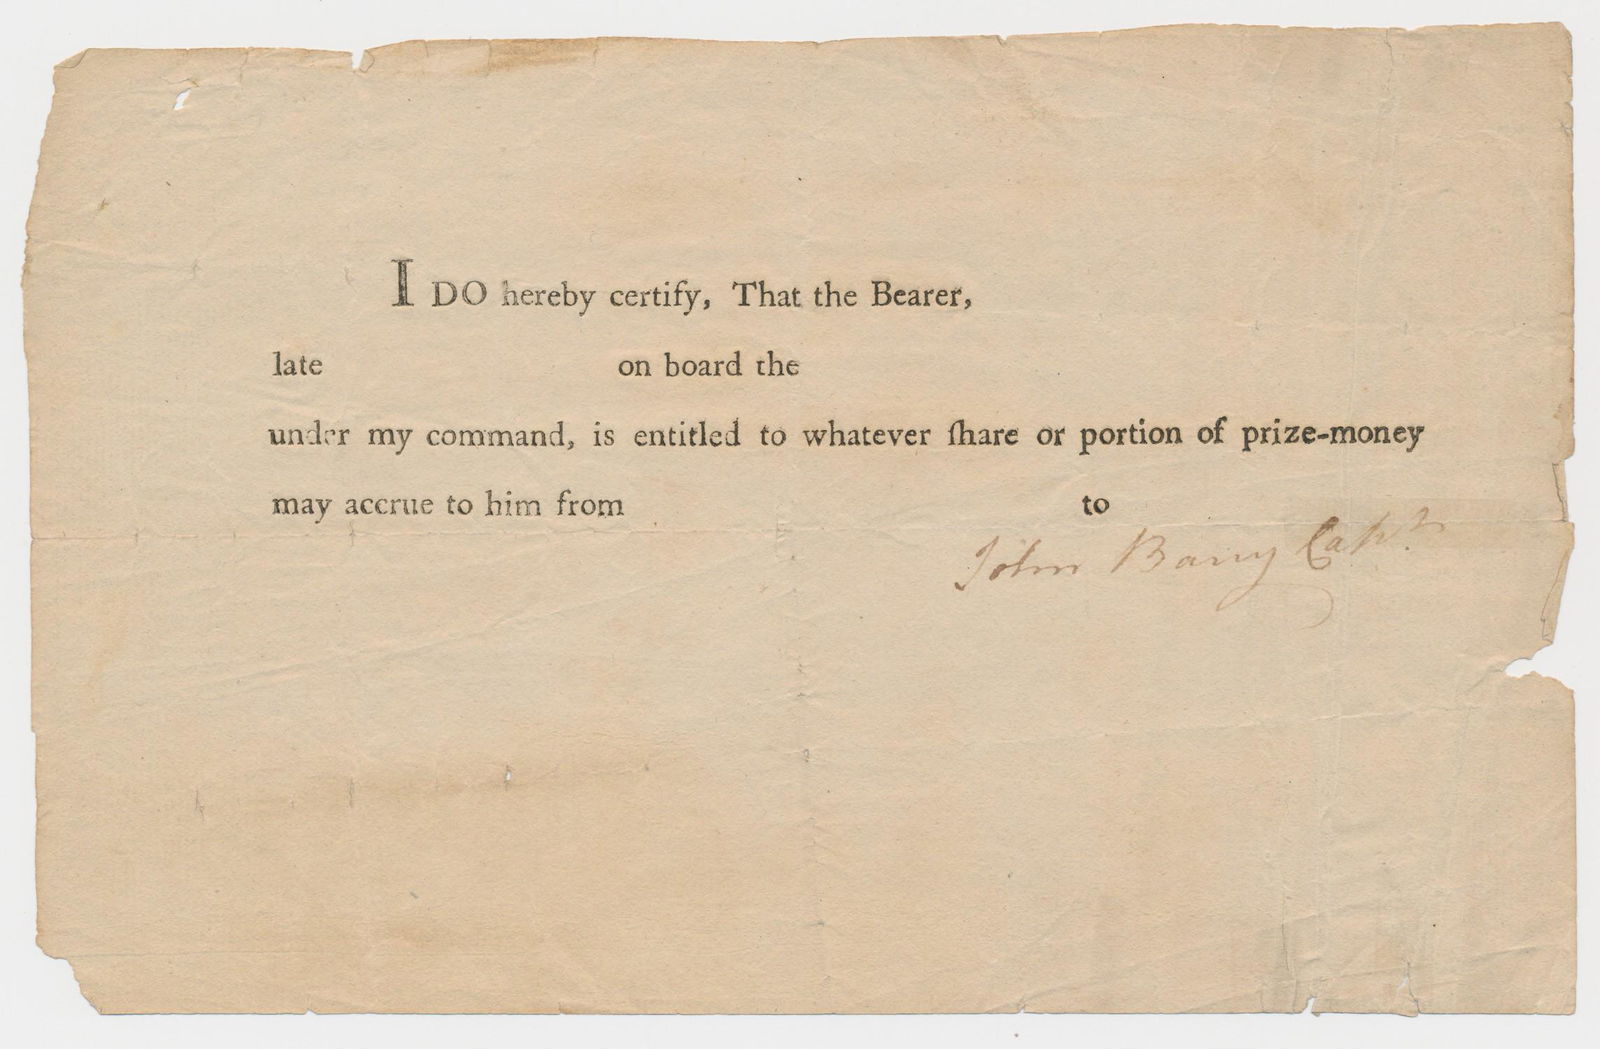 I DO hereby certify, That the Bearer,
late on board the
under my command, is entitled to whatever ſhare or portion of prize-money
may accrue to him from to
John Barry Capt.